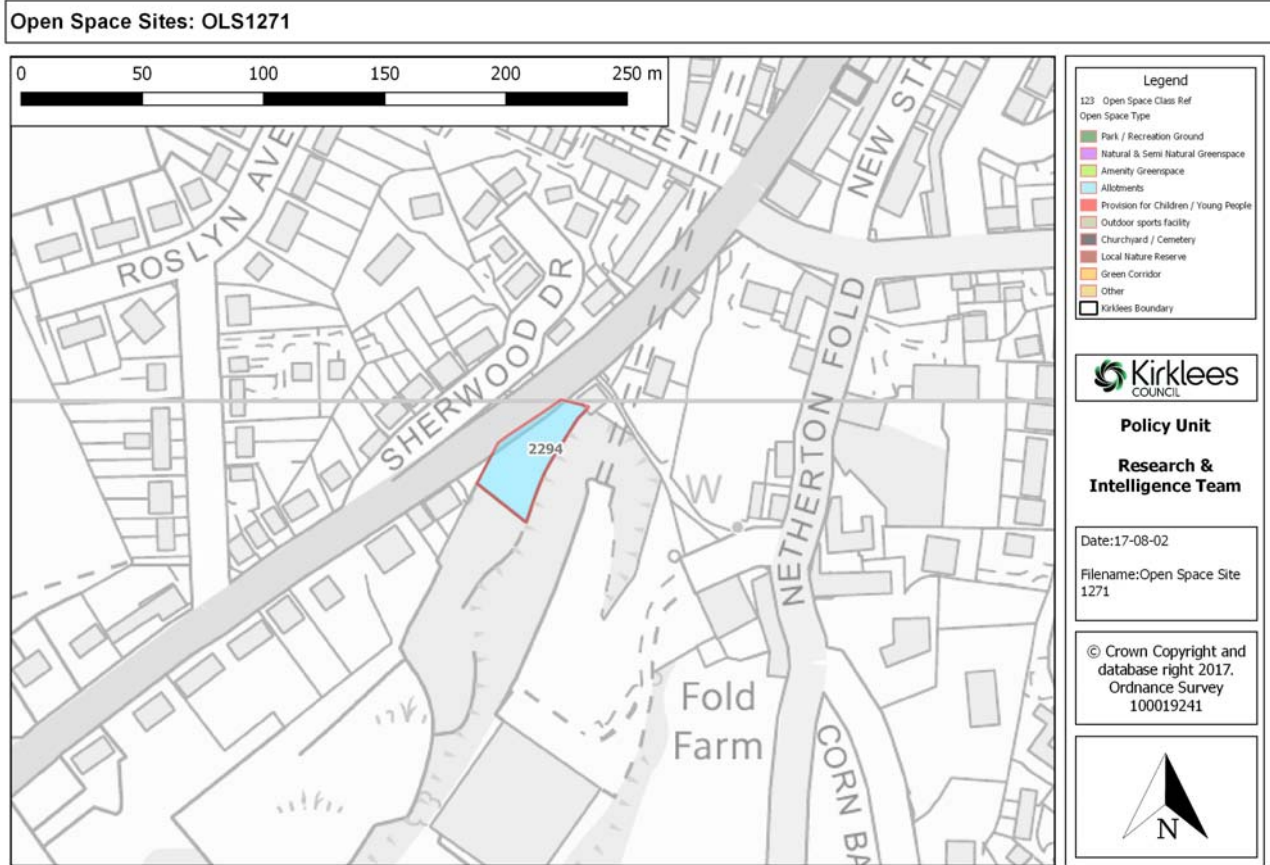 Open Space Sites: OLS1271
0 50 100 150 200 250 m
ROSLYN AVE
NEW STR
SHERWOOD DR
2294
W
NETHERTON FOLD
Fold
Farm
CORN BA
Legend
123 Open Space Class Ref
Open Space Type
Park / Recreation Ground
Natural & Semi Natural Greenspace
Amenity Greenspace
Allotments
Provision for Children / Young People
Outdoor sports facility
Churchyard / Cemetery
Local Nature Reserve
Green Corridor
Other
Kirklees Boundary
Kirklees
COUNCIL
Policy Unit
Research &
Intelligence Team
Date:17-08-02
Filename:Open Space Site
1271
© Crown Copyright and
database right 2017.
Ordnance Survey
100019241
N